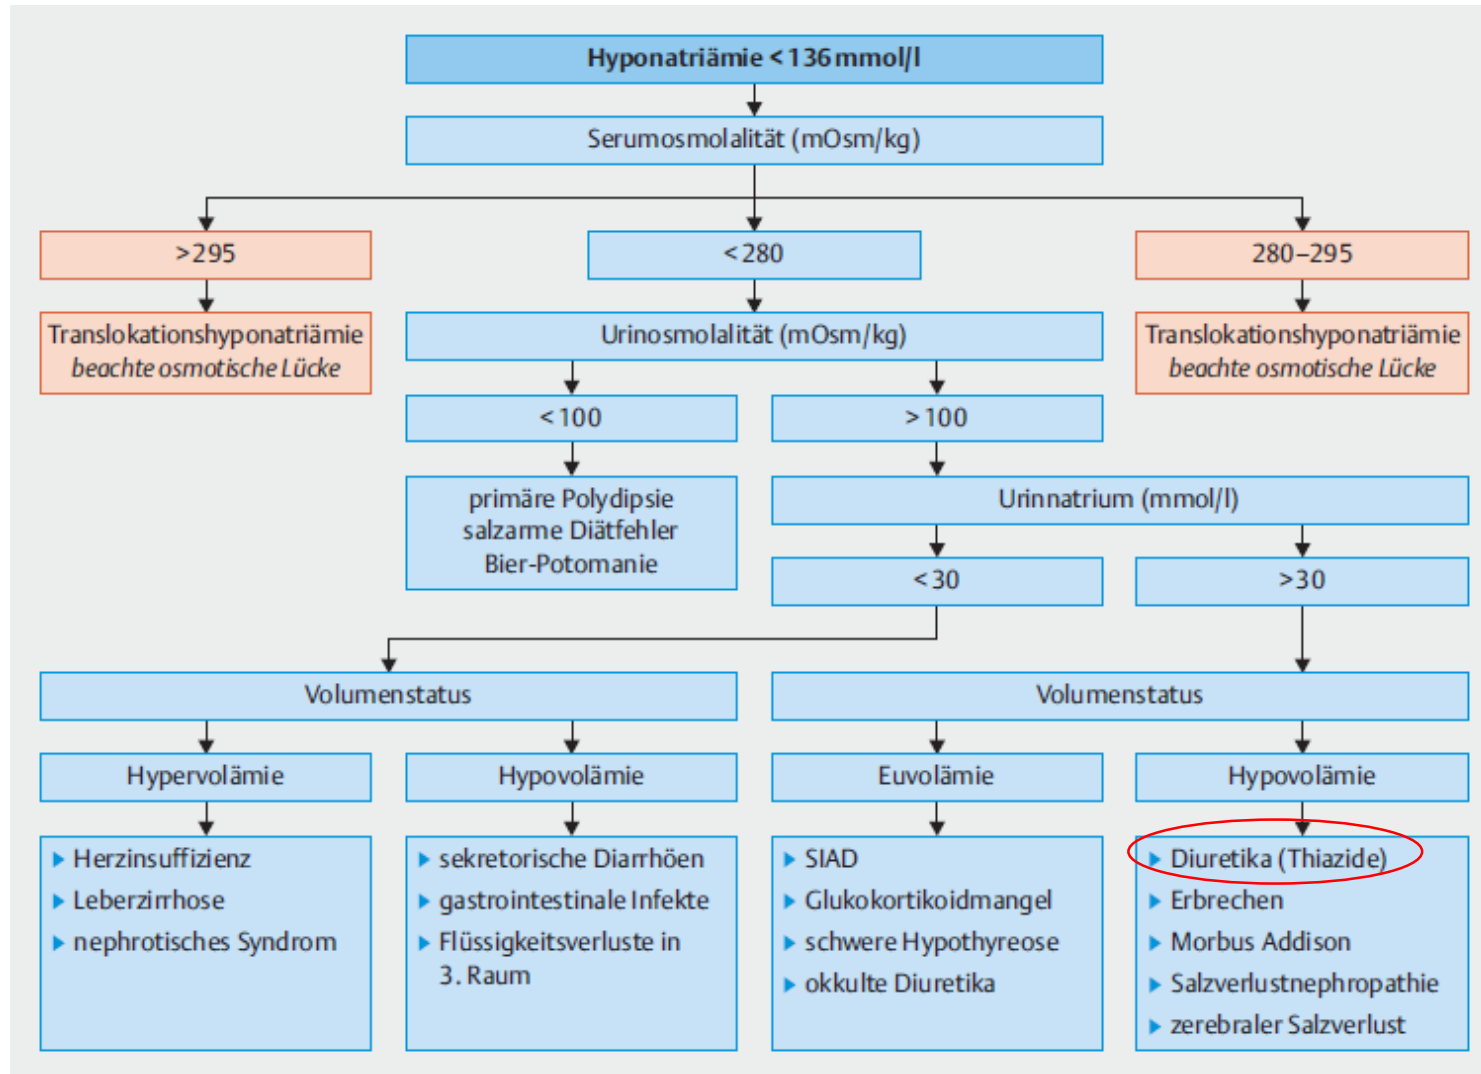 Hyponatriämie < 136 mmol/l
Serumosmolalität (mOsm/kg)
>295
<280
280–295
Translokationshyponatriämie
beachte osmotische Lücke
Urinosmolalität (mOsm/kg)
Translokationshyponatriämie
beachte osmotische Lücke
<100
>100
primäre Polydipsie
salzarme Diätfehler
Bier-Potomanie
Urinnatrium (mmol/l)
<30
>30
Volumenstatus
Volumenstatus
Hypervolämie
Hypovolämie
Euvolämie
Hypovolämie
Herzinsuffizienz
Leberzirrhose
nephrotisches Syndrom
sekretorische Diarrhöen
gastrointestinale Infekte
Flüssigkeitsverluste in
3. Raum
SIAD
Glukokortikoidmangel
schwere Hypothyreose
okkulte Diuretika
Diuretika (Thiazide)
Erbrechen
Morbus Addison
Salzverlustnephropathie
zerebraler Salzverlust